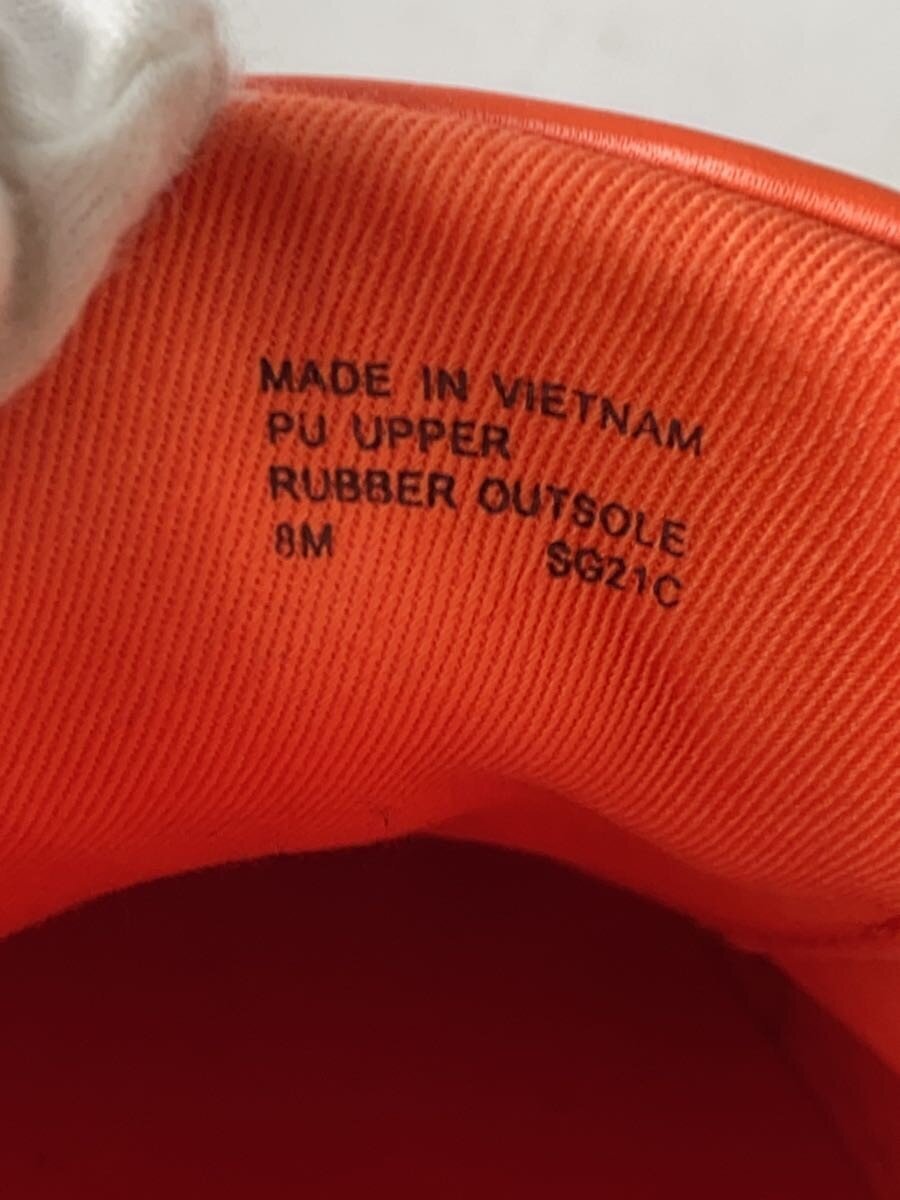 MADE IN VIETNAM
PU UPPER
RUBBER OUTSOLE
8M SG21C